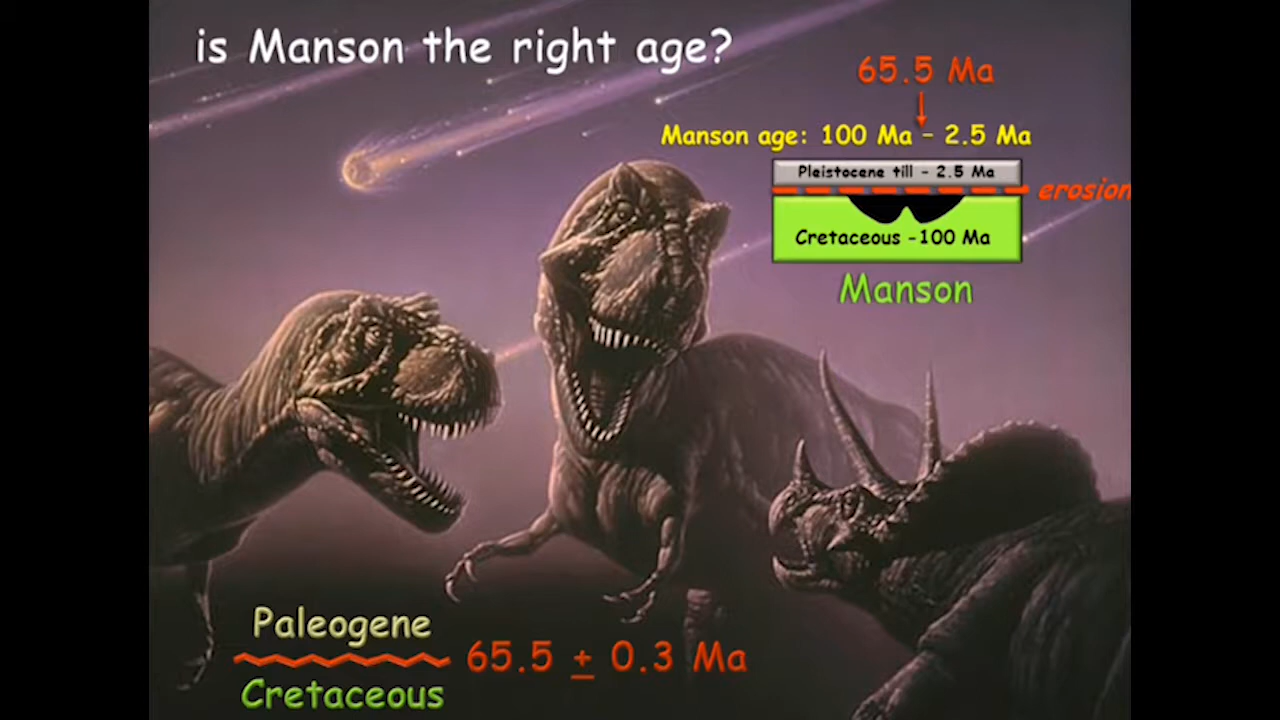 is Manson the right age?
65.5 Ma
Manson age: 100 Ma - 2.5 Ma
Pleistocene till - 2.5 Ma
erosion
Cretaceous -100 Ma
Manson
Paleogene
65.5 ± 0.3 Ma
Cretaceous